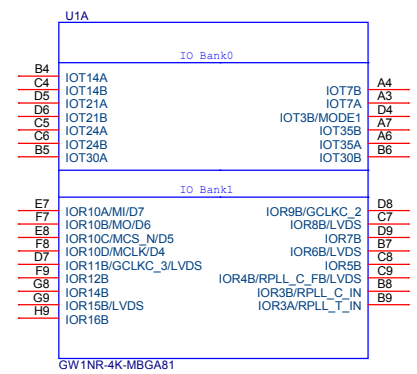 U1A
IO Bank0
B4 IOT14A
C4 IOT14B IOT7B A4
D5 IOT21A IOT7A A3
D6 IOT21B IOT3B/MODE1 D4
C5 IOT24A IOT35B A7
C6 IOT24B IOT35A A6
B5 IOT30A IOT30B B6
IO Bank1
E7 IOR10A/MI/D7 IOR9B/GCLKC_2 D8
F7 IOR10B/MO/D6 IOR8B/LVDS C7
E8 IOR10C/MCS_N/D5 IOR7B D9
F8 IOR10D/MCLK/D4 IOR6B/LVDS B7
D7 IOR11B/GCLKC_3/LVDS IOR5B C8
F9 IOR12B IOR4B/RPLL_C_FB/LVDS C9
G8 IOR14B IOR3B/RPLL_C_IN B8
G9 IOR15B/LVDS IOR3A/RPLL_T_IN B9
H9 IOR16B
GW1NR-4K-MBGA81